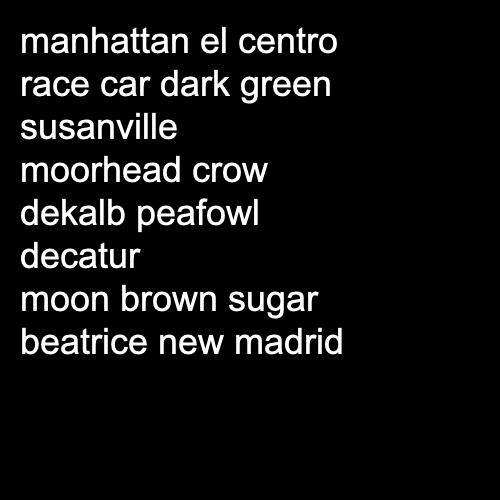 manhattan el centro
race car dark green
susanville
moorhead crow
dekalb peafowl
decatur
moon brown sugar
beatrice new madrid